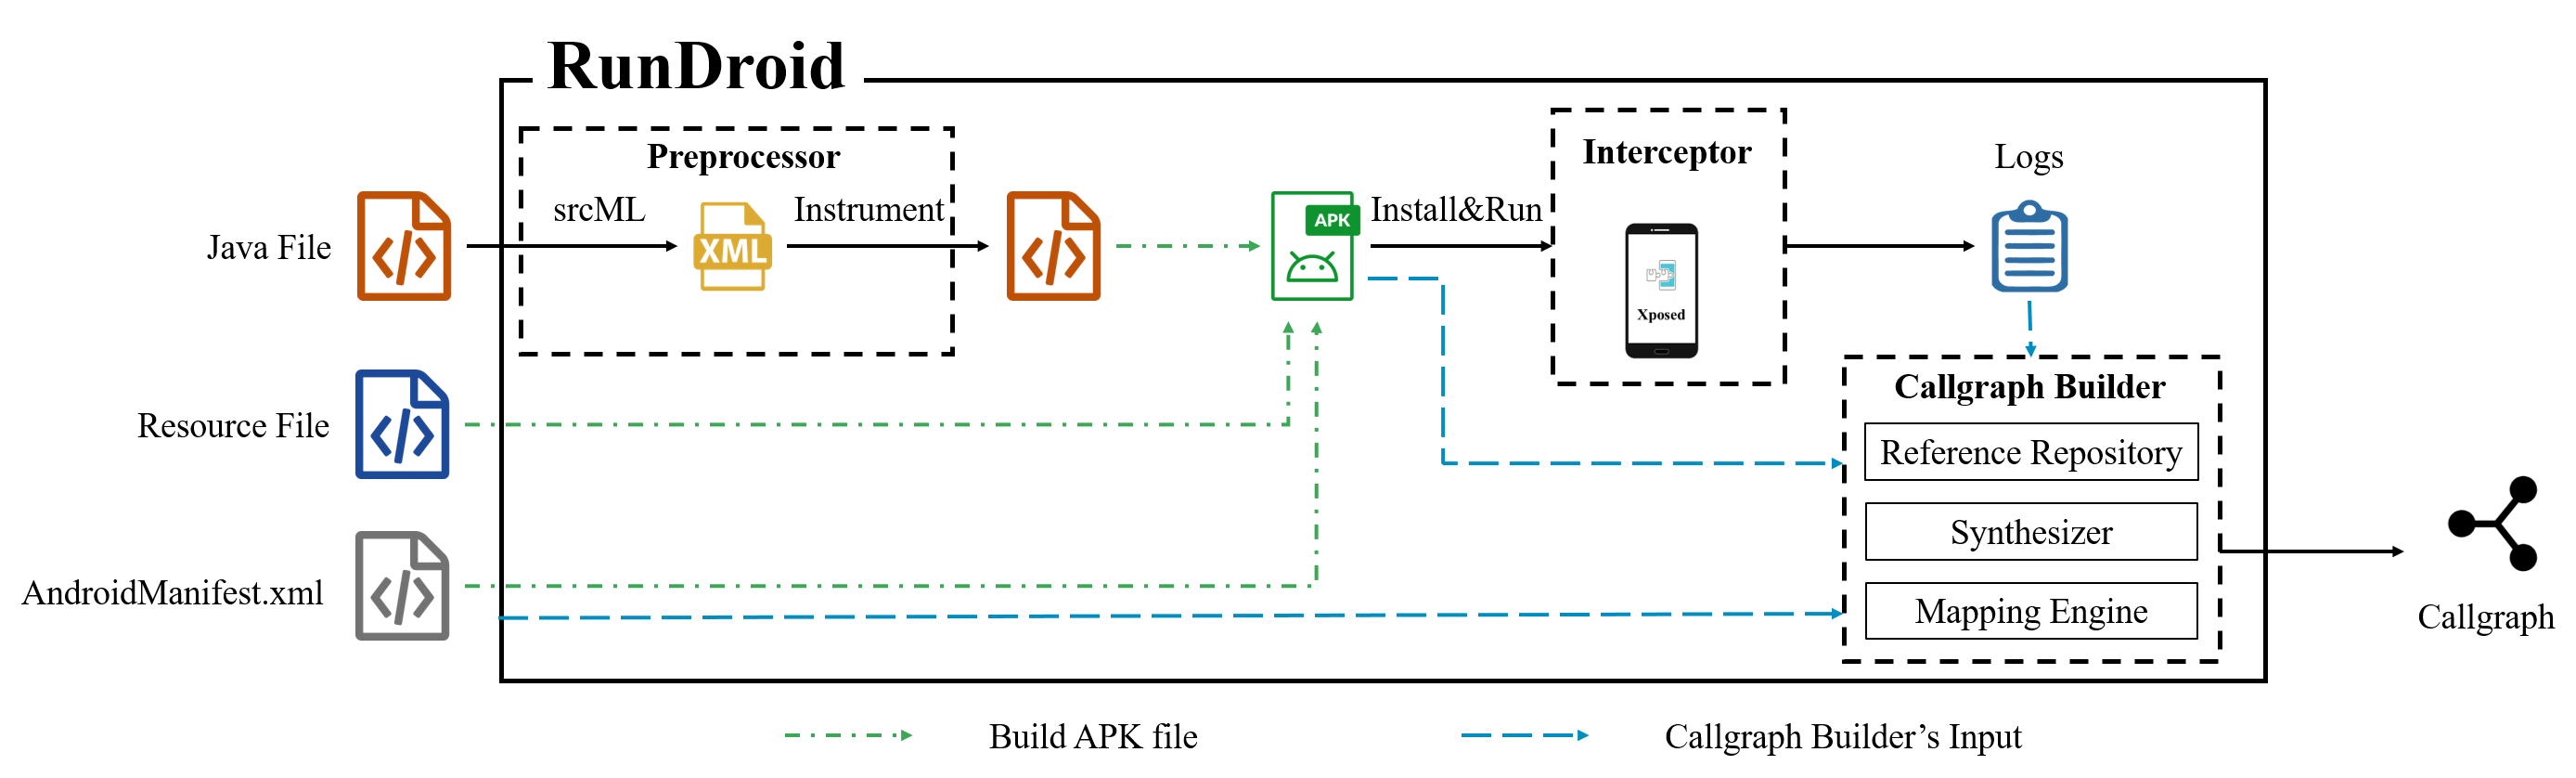 RunDroid
Preprocessor
Interceptor
Logs
srcML
Instrument
Install&Run
APK
XML
Java File
Xposed
Callgraph Builder
Resource File
Reference Repository
Synthesizer
AndroidManifest.xml
Mapping Engine
Callgraph
Build APK file
Callgraph Builder’s Input